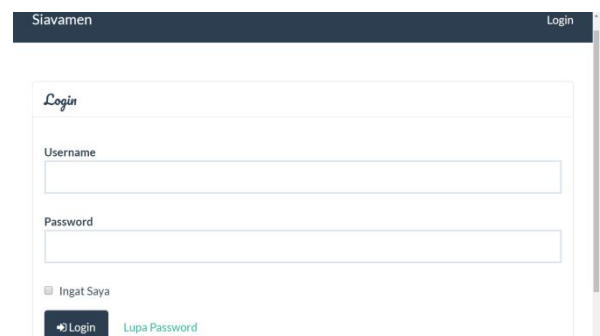 Siavamen Login
Login
Username
Password
Ingat Saya
Login Lupa Password